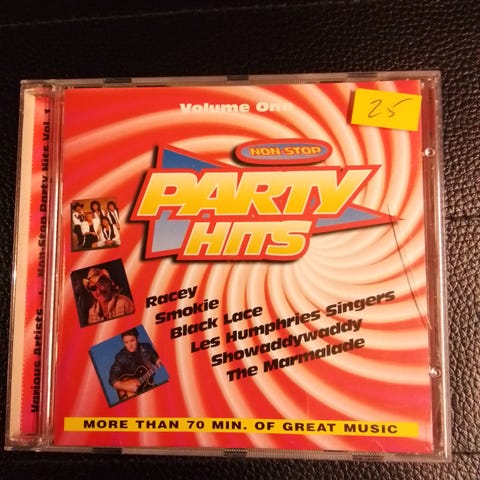 Volume One
25
NON-STOP
PARTY
HITS
Racey
Smokie
Black Lace
Les Humphries Singers
Showaddywaddy
The Marmalade
MORE THAN 70 MIN. OF GREAT MUSIC
Various Artists · Non-Stop Party Hits Vol. 1